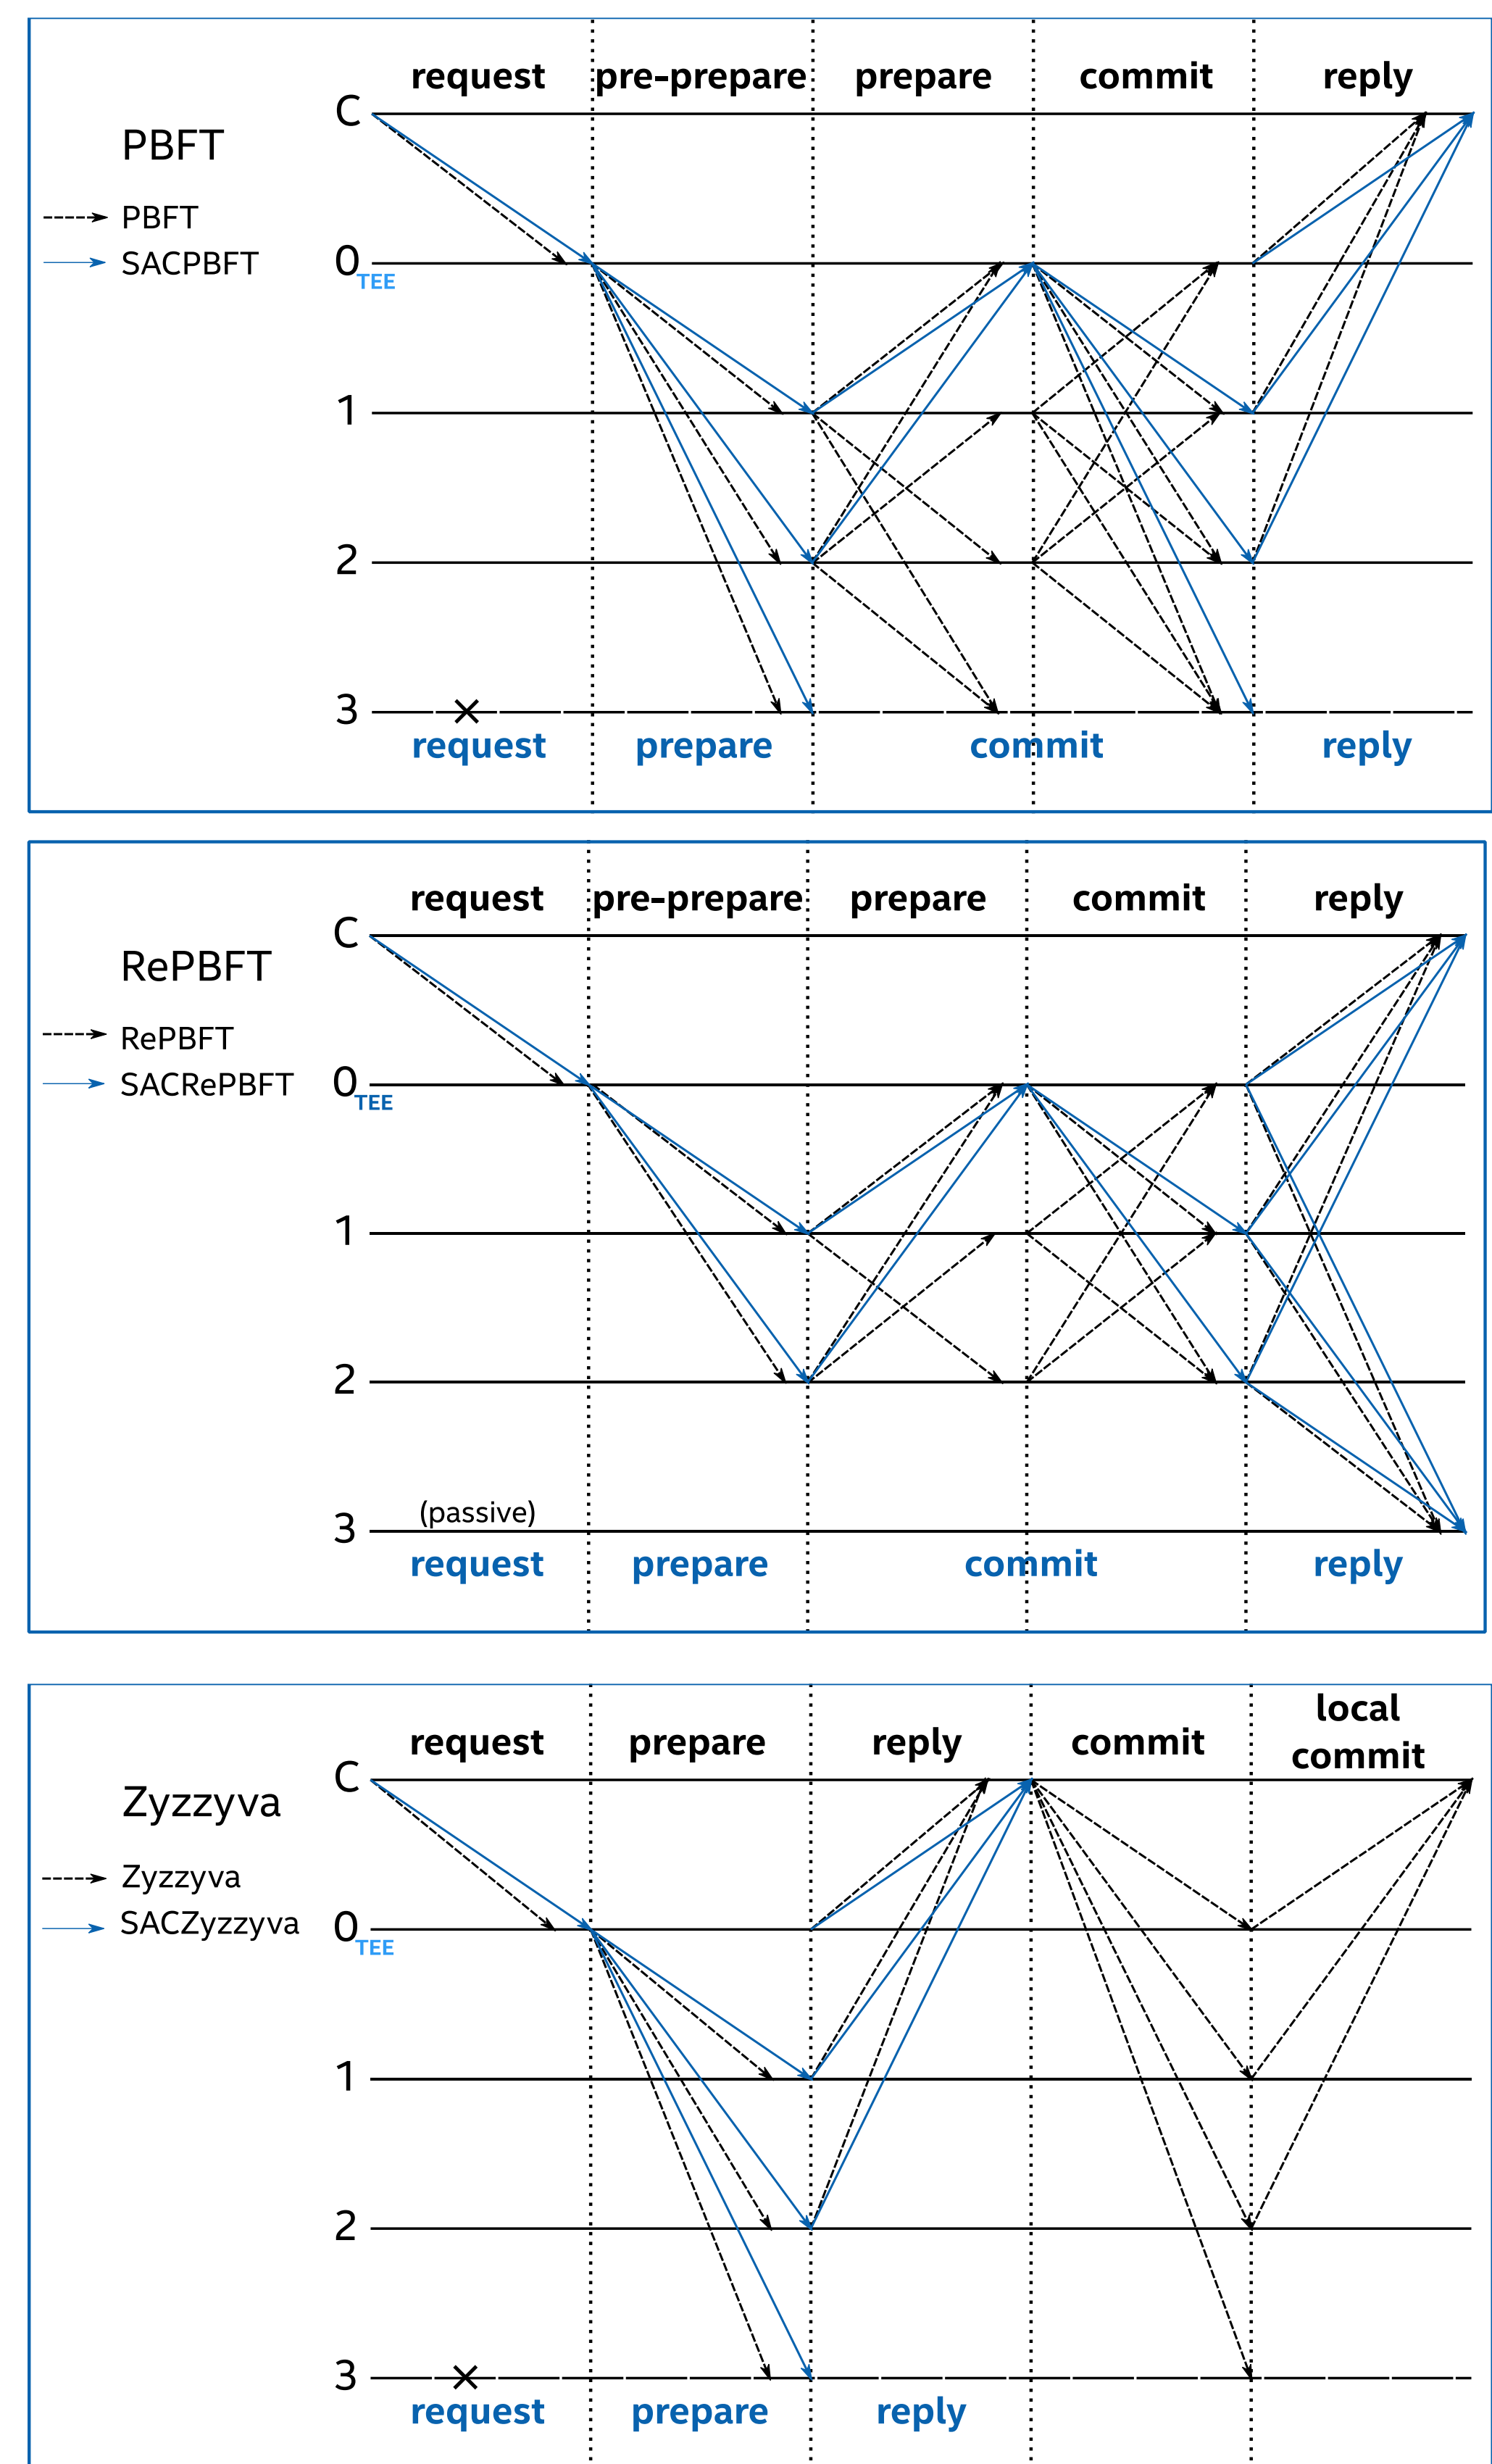 request pre-prepare prepare commit reply
C
PBFT
PBFT
0
SACPBFT
TEE
1
2
3
request prepare commit reply
request pre-prepare prepare commit reply
C
RePBFT
RePBFT
0
SACRePBFT
TEE
1
2
(passive)
3
request prepare commit reply
local
request prepare reply commit commit
C
Zyzzyva
Zyzzyva
0
SACZyzzyva
TEE
1
2
3
request prepare reply